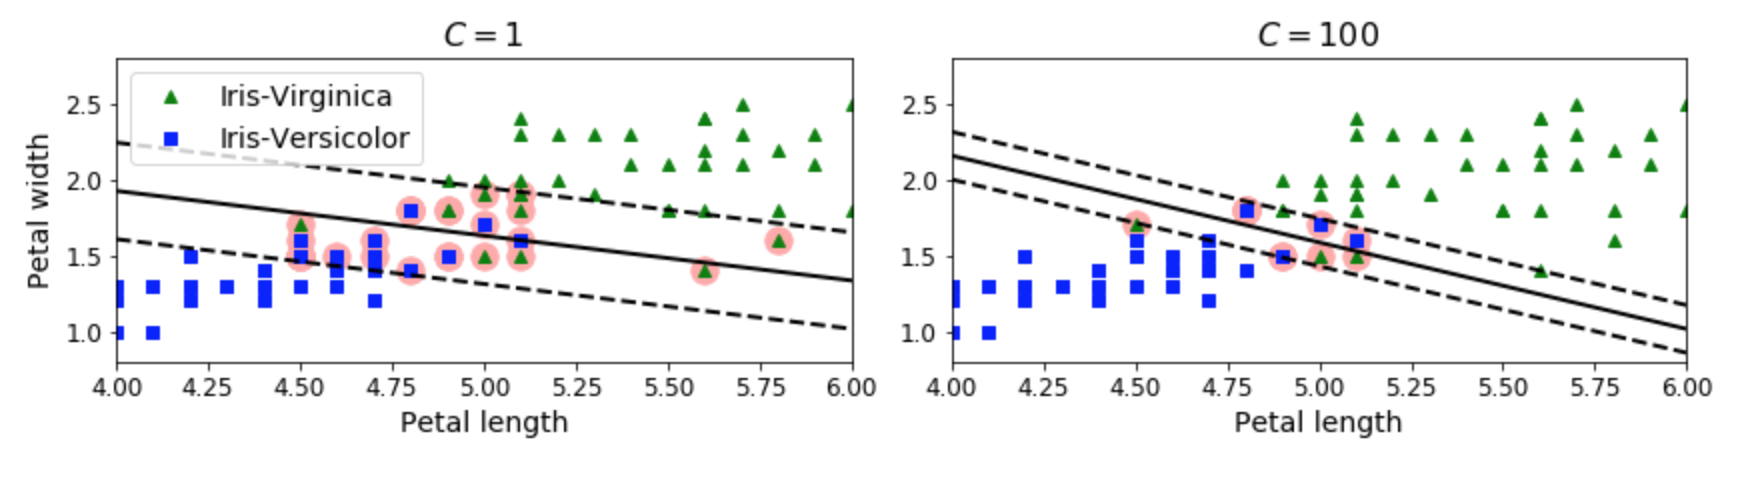 C = 1
C = 100
Iris-Virginica
Iris-Versicolor
Petal width
2.5
2.0
1.5
1.0
4.00 4.25 4.50 4.75 5.00 5.25 5.50 5.75 6.00
Petal length
2.5
2.0
1.5
1.0
4.00 4.25 4.50 4.75 5.00 5.25 5.50 5.75 6.00
Petal length